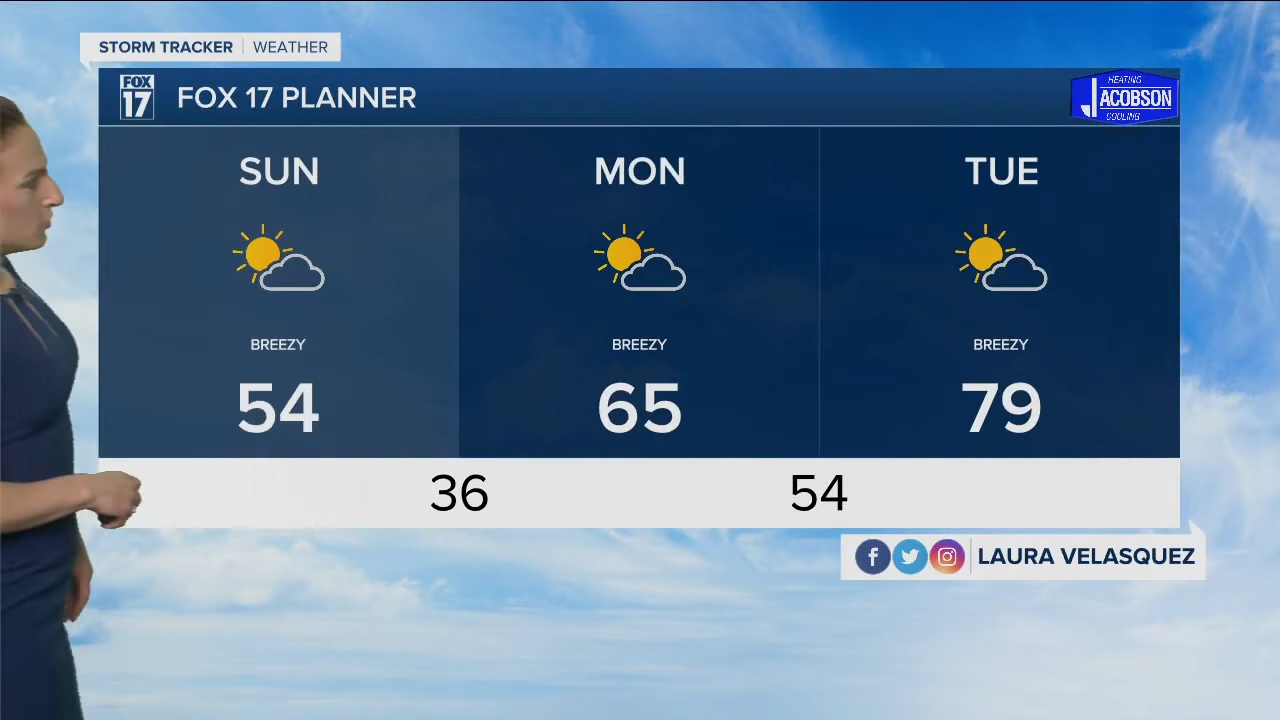 STORM TRACKER | WEATHER
FOX
17
FOX 17 PLANNER
HEATING
JACOBSON
COOLING
SUN
MON
TUE
BREEZY
BREEZY
BREEZY
54
65
79
36
54
f
LAURA VELASQUEZ